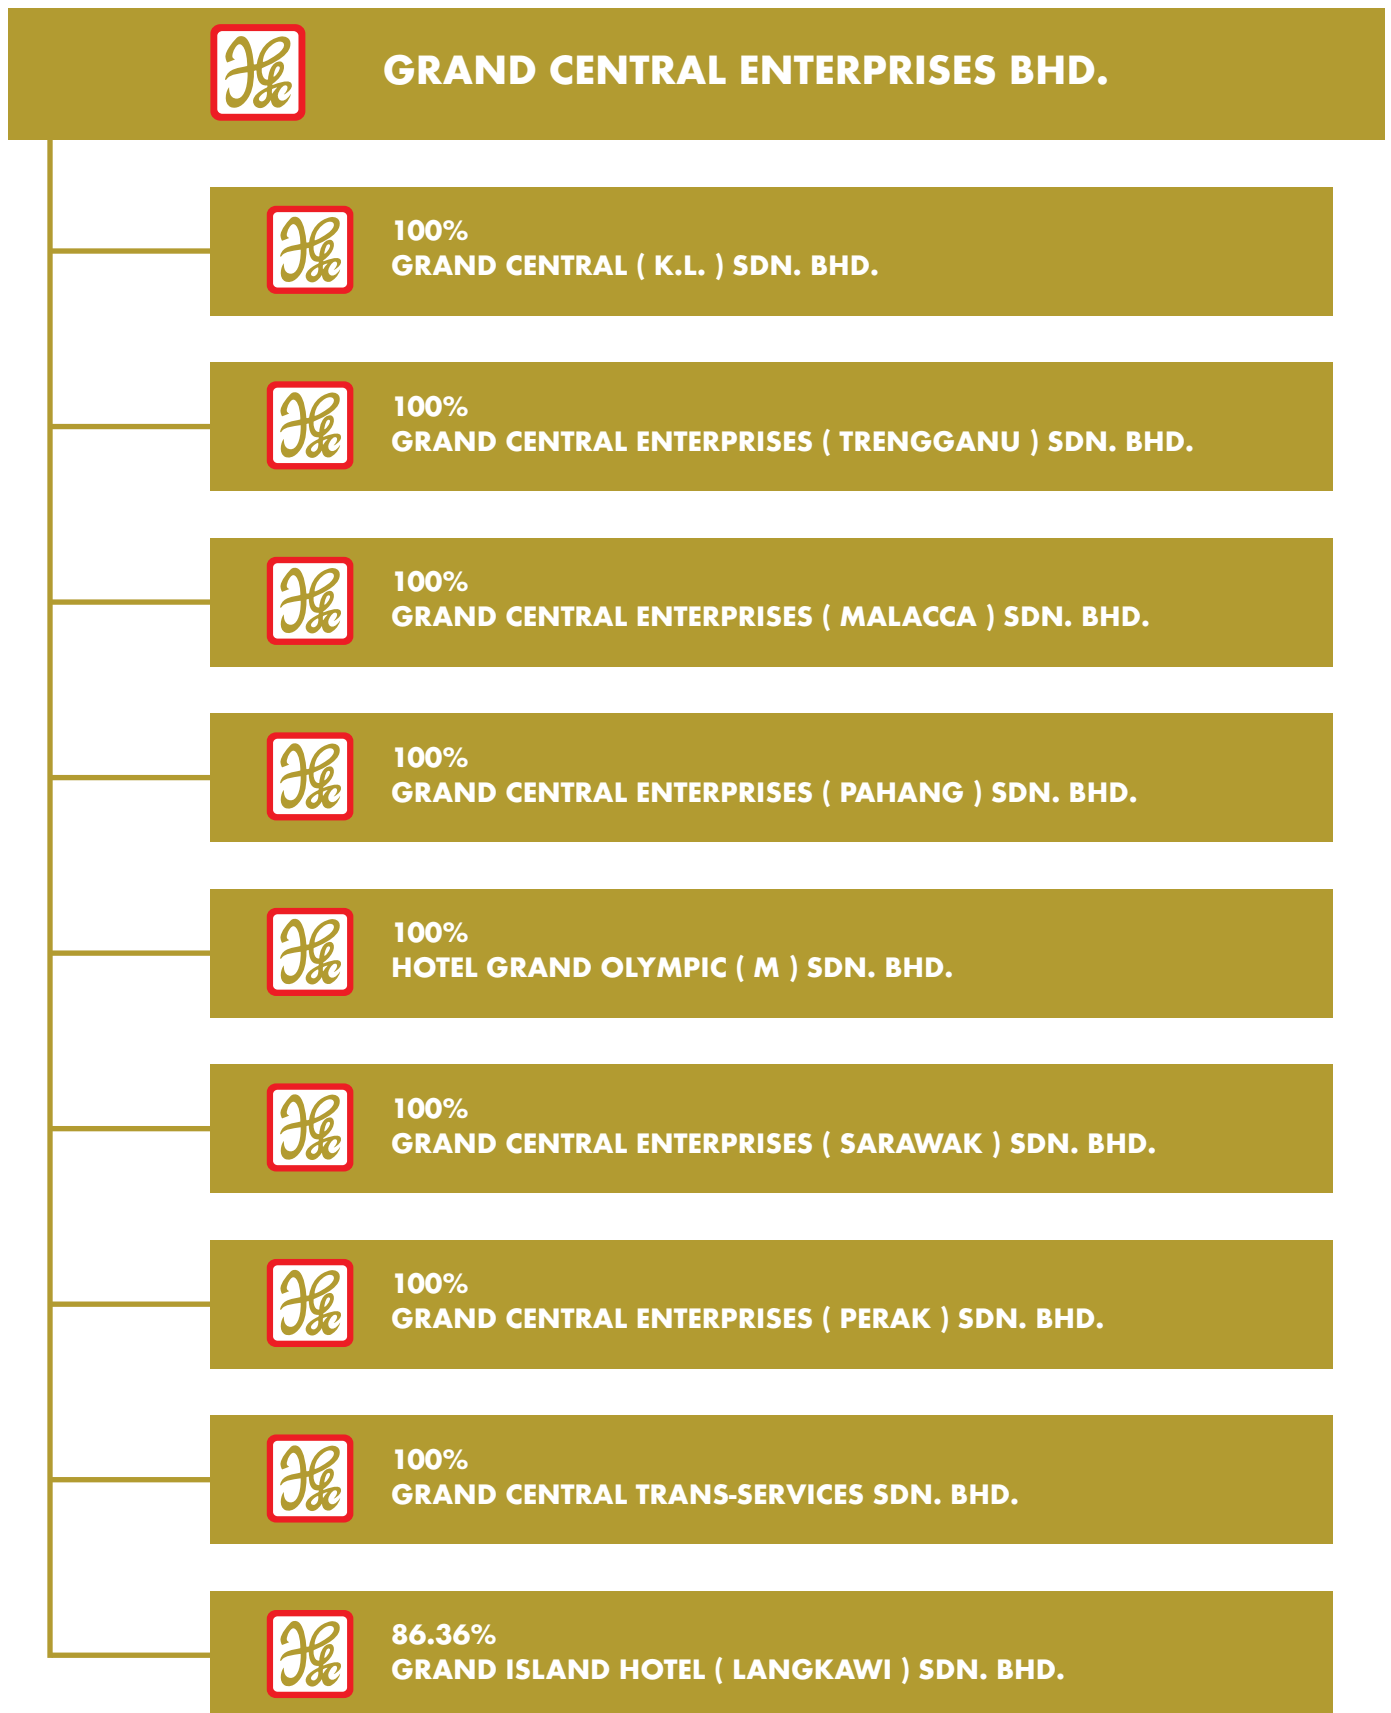 GRAND CENTRAL ENTERPRISES BHD.
100%
GRAND CENTRAL ( K.L. ) SDN. BHD.
100%
GRAND CENTRAL ENTERPRISES ( TRENGGANU ) SDN. BHD.
100%
GRAND CENTRAL ENTERPRISES ( MALACCA ) SDN. BHD.
100%
GRAND CENTRAL ENTERPRISES ( PAHANG ) SDN. BHD.
100%
HOTEL GRAND OLYMPIC ( M ) SDN. BHD.
100%
GRAND CENTRAL ENTERPRISES ( SARAWAK ) SDN. BHD.
100%
GRAND CENTRAL ENTERPRISES ( PERAK ) SDN. BHD.
100%
GRAND CENTRAL TRANS-SERVICES SDN. BHD.
86.36%
GRAND ISLAND HOTEL ( LANGKAWI ) SDN. BHD.